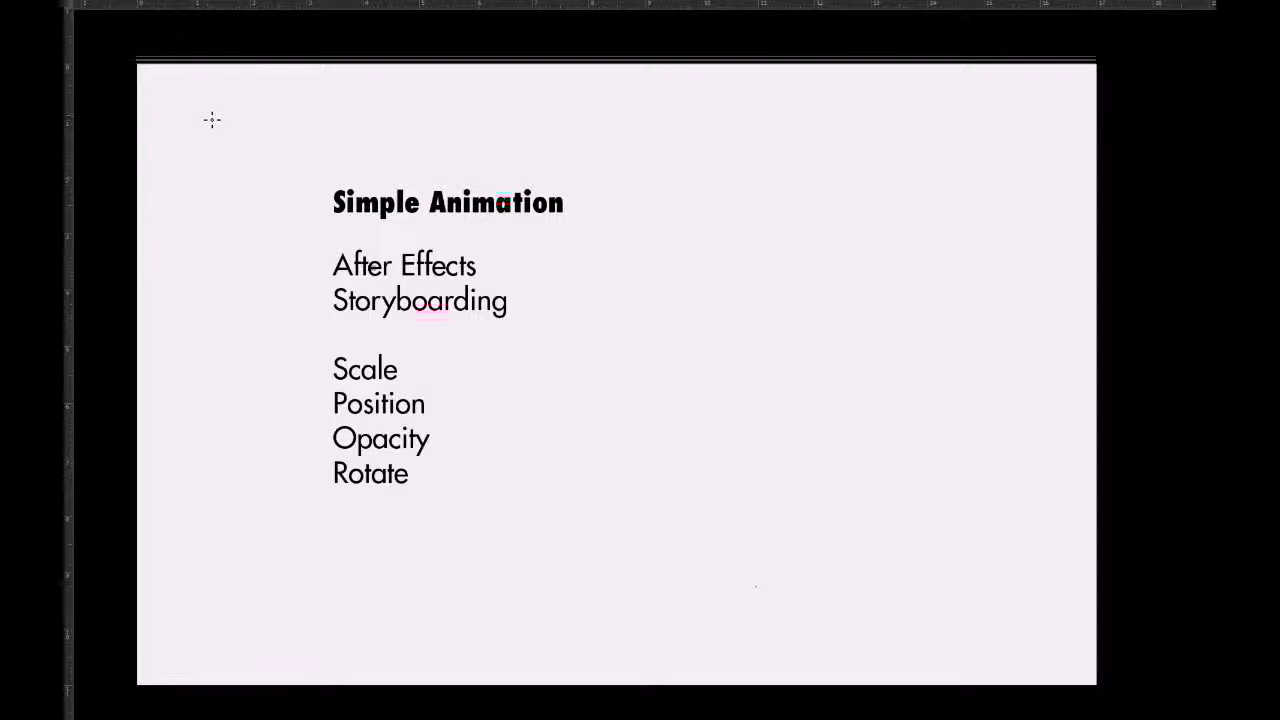 Simple Animation
After Effects
Storyboarding
Scale
Position
Opacity
Rotate